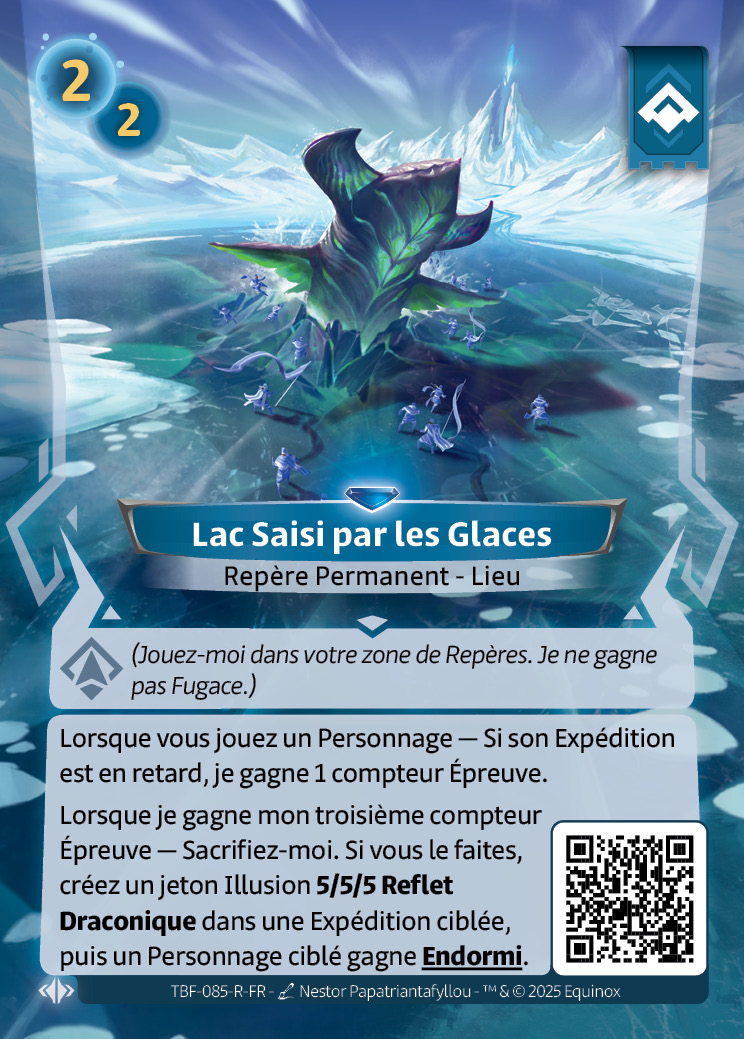 2
2
Lac Saisi par les Glaces
Repère Permanent - Lieu
(Jouez-moi dans votre zone de Repères. Je ne gagne
pas Fugace.)
Lorsque vous jouez un Personnage — Si son Expédition
est en retard, je gagne 1 compteur Épreuve.
Lorsque je gagne mon troisième compteur
Épreuve — Sacrifiez-moi. Si vous le faites,
créez un jeton Illusion 5/5/5 Reflet
Draconique dans une Expédition ciblée,
puis un Personnage ciblé gagne Endormi.
TBF-085-R-FR - Nestor Papatriantafyllou - ™ & © 2025 Equinox